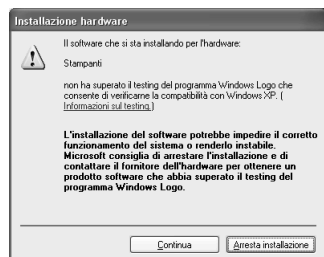 Installazione hardware
Il software che si sta installando per l'hardware:
Stampanti
non ha superato il testing del programma Windows Logo che
consente di verificarne la compatibilità con Windows XP. (
Informazioni sul testing.)
L'installazione del software potrebbe impedire il corretto
funzionamento del sistema o renderlo instabile.
Microsoft consiglia di arrestare l'installazione e di
contattare il fornitore dell'hardware per ottenere un
prodotto software che abbia superato il testing del
programma Windows Logo.
Continua
Arresta installazione